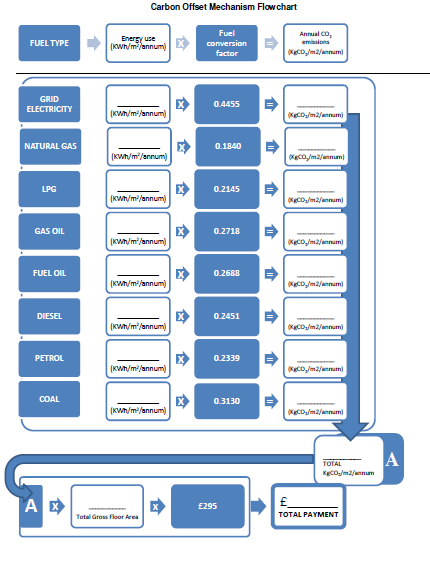 Carbon Offset Mechanism Flowchart
FUEL TYPE
Energy use
(KWh/m²/annum)
X
Fuel
conversion
factor
=
Annual CO₂
emissions
(KgCO₂/m2/annum)
GRID
ELECTRICITY
(KWh/m²/annum)
X
0.4455
=
(KgCO₂/m2/annum)
NATURAL GAS
(KWh/m²/annum)
X
0.1840
=
(KgCO₂/m2/annum)
LPG
(KWh/m²/annum)
X
0.2145
=
(KgCO₂/m2/annum)
GAS OIL
(KWh/m²/annum)
X
0.2718
=
(KgCO₂/m2/annum)
FUEL OIL
(KWh/m²/annum)
X
0.2688
=
(KgCO₂/m2/annum)
DIESEL
(KWh/m²/annum)
X
0.2451
=
(KgCO₂/m2/annum)
PETROL
(KWh/m²/annum)
X
0.2339
=
(KgCO₂/m2/annum)
COAL
(KWh/m²/annum)
X
0.3130
=
(KgCO₂/m2/annum)
TOTAL
KgCO₂/m2/annum
A
A
X
Total Gross Floor Area
X
£295
£
TOTAL PAYMENT